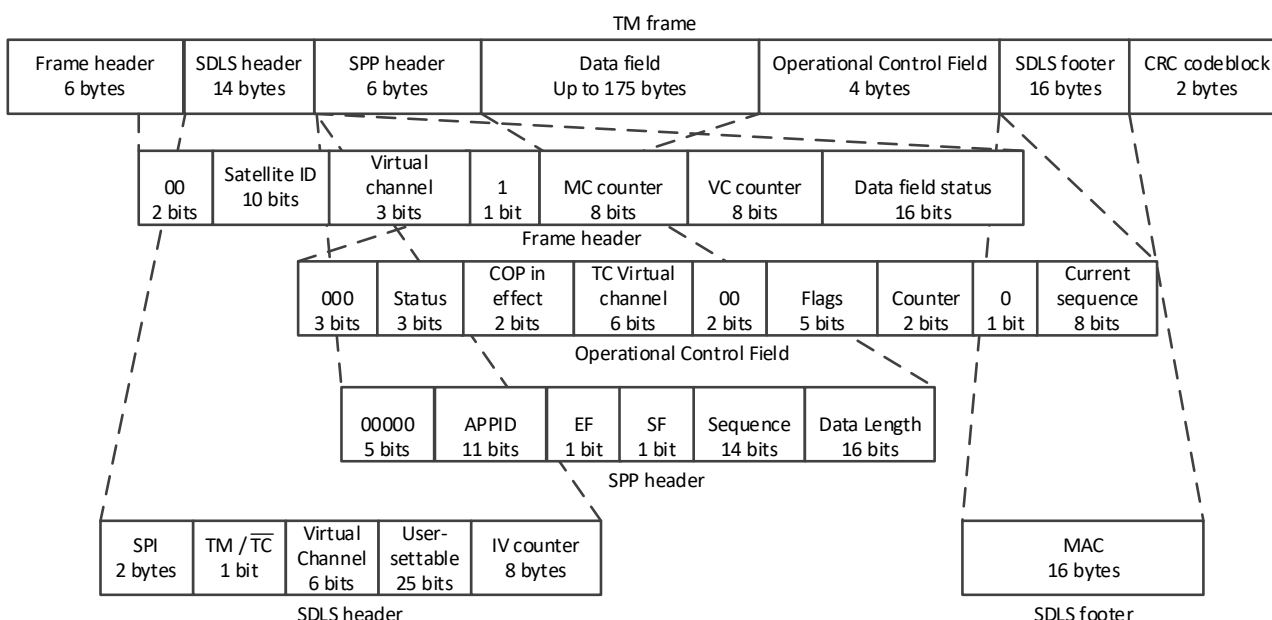 TM frame
Frame header
6 bytes
SDLS header
14 bytes
SPP header
6 bytes
Data field
Up to 175 bytes
Operational Control Field
4 bytes
SDLS footer
16 bytes
CRC codeblock
2 bytes
00
2 bits
Satellite ID
10 bits
Virtual
channel
3 bits
1
1 bit
MC counter
8 bits
VC counter
8 bits
Data field status
16 bits
Frame header
000
3 bits
Status
3 bits
COP in
effect
2 bits
TC Virtual
channel
6 bits
00
2 bits
Flags
5 bits
Counter
2 bits
0
1 bit
Current
sequence
8 bits
Operational Control Field
00000
5 bits
APPID
11 bits
EF
1 bit
SF
1 bit
Sequence
14 bits
Data Length
16 bits
SPP header
SPI
2 bytes
TM / T̅C̅
1 bit
Virtual
Channel
6 bits
User-
settable
25 bits
IV counter
8 bytes
SDLS header
MAC
16 bytes
SDLS footer